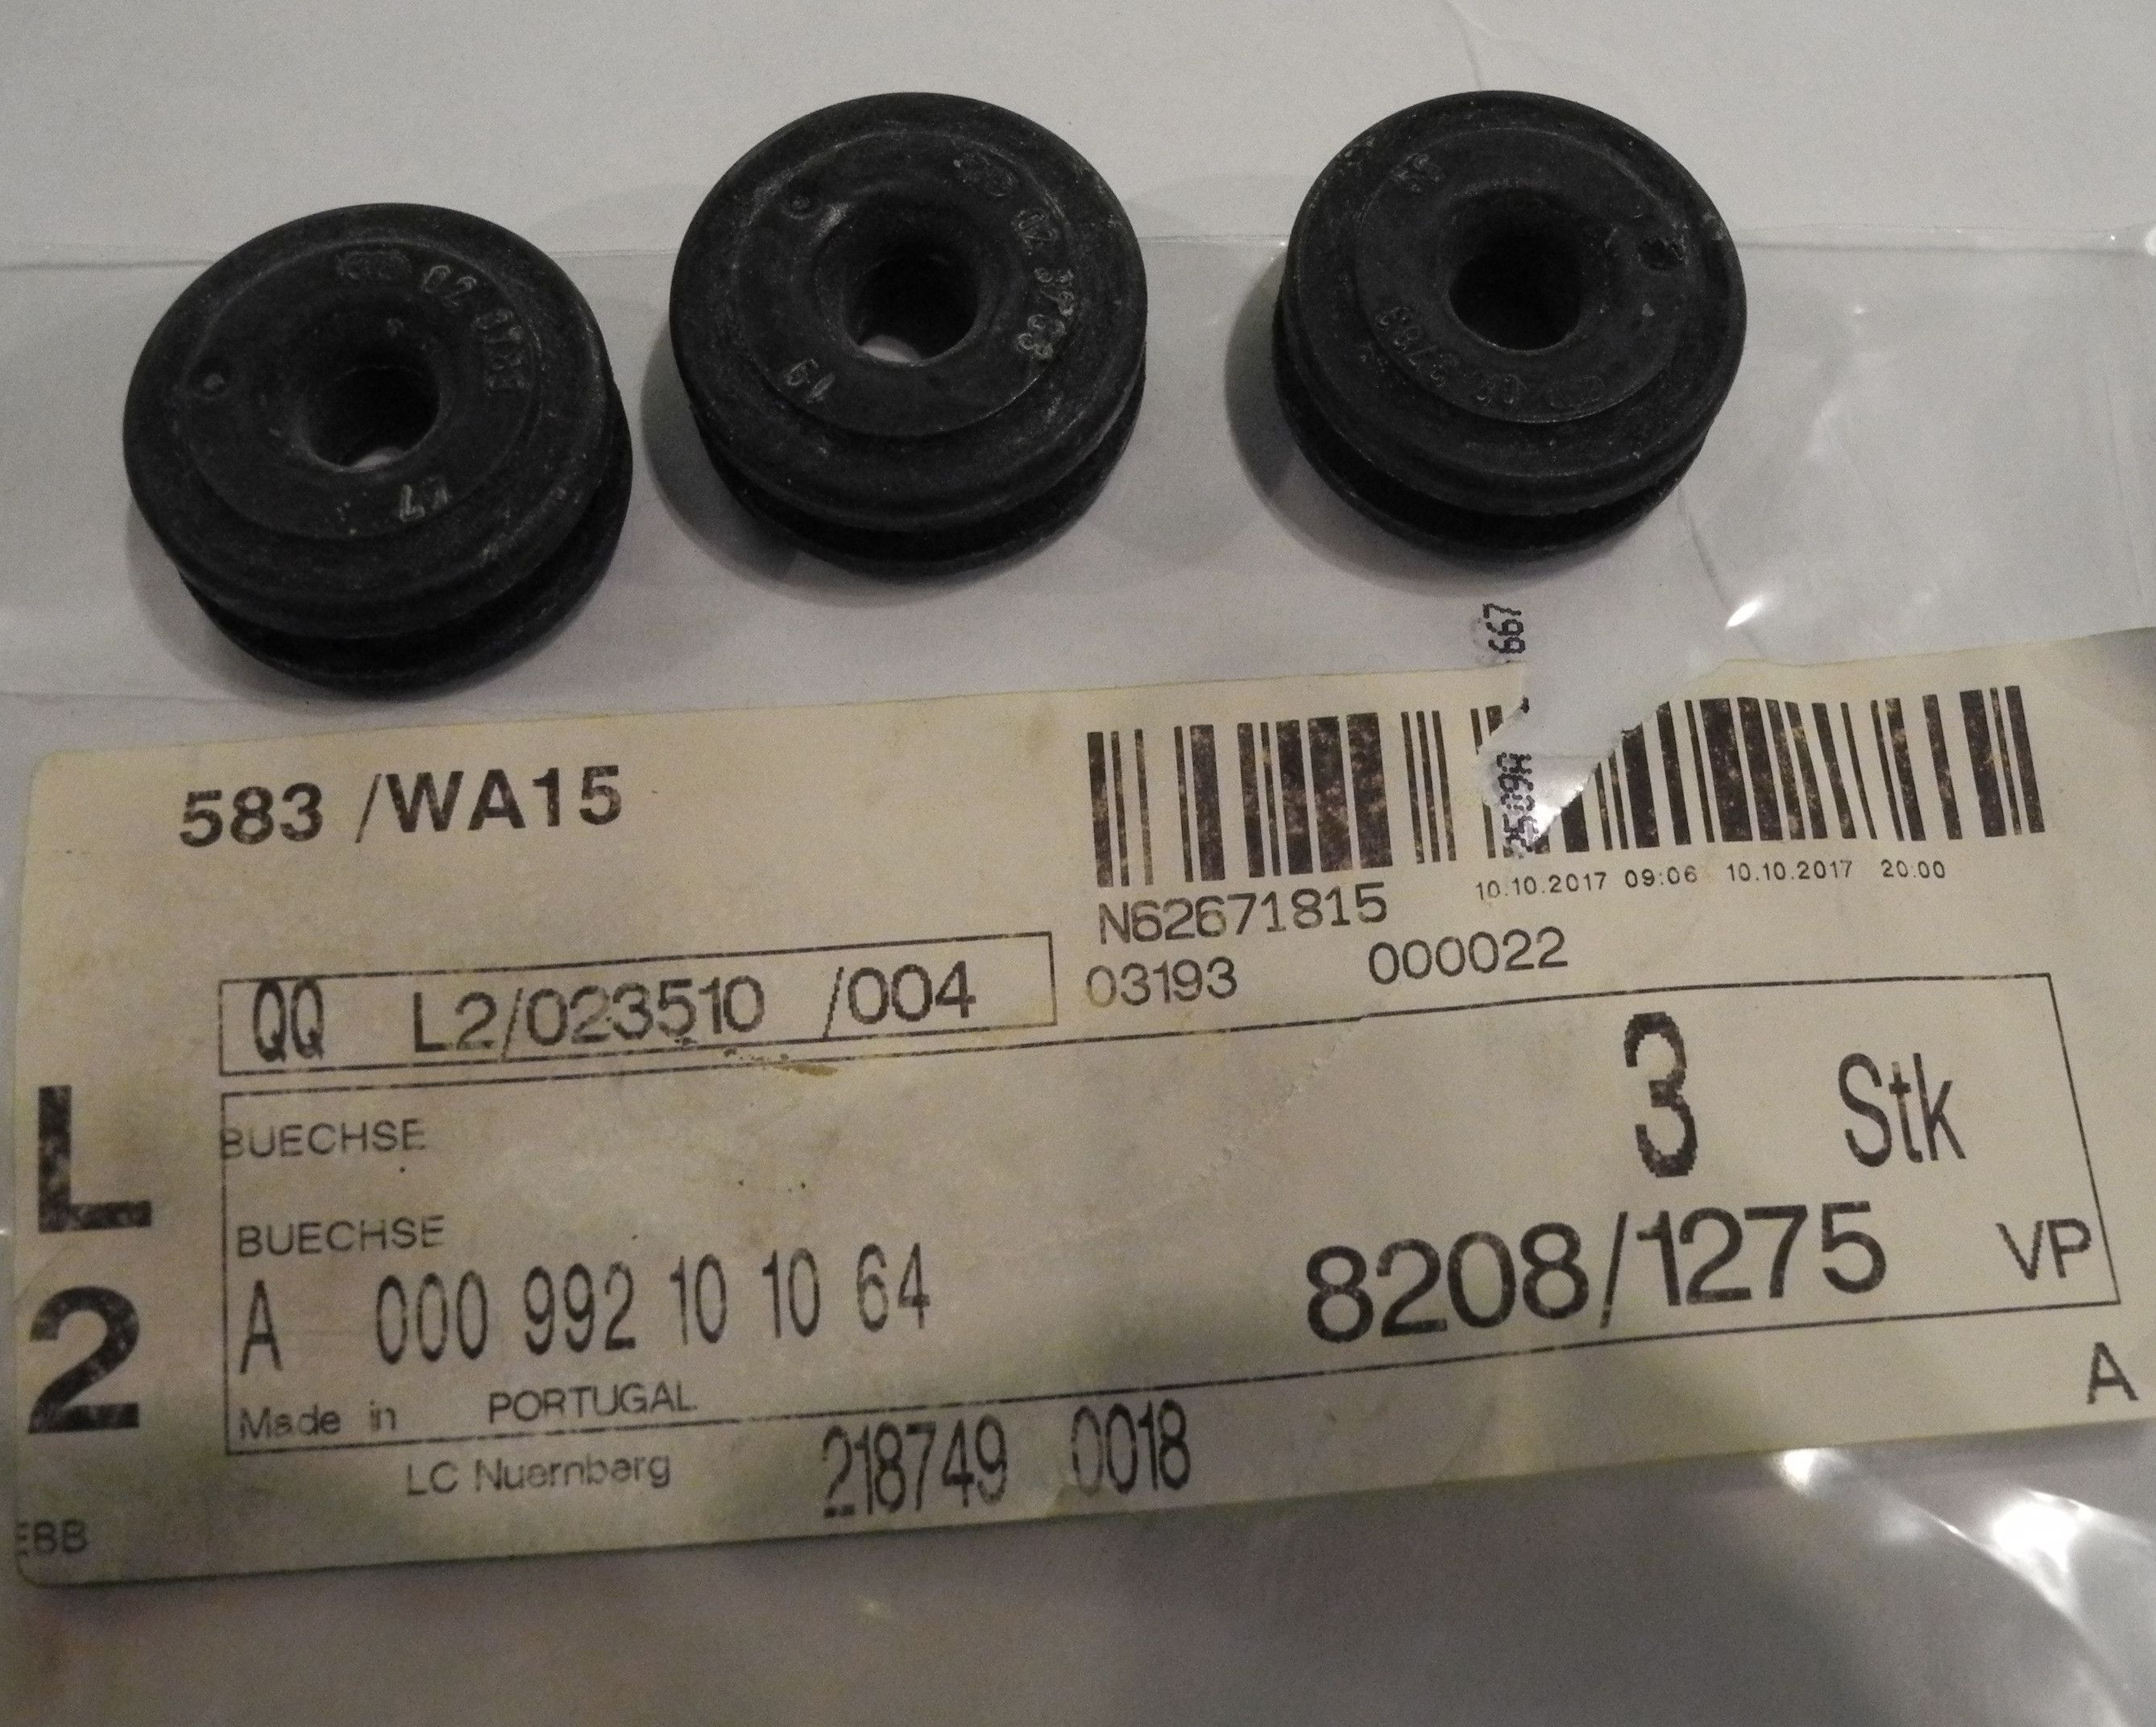 667
583 /WA15
10.10.2017 09:06 10.10.2017 20:00
N62671815
03193 000022
QQ L2/023510 /004
3 Stk
BUECHSE
BUECHSE
A 000 992 10 10 64
8208/1275 VP
Made in PORTUGAL
A
LC Nuernberg 218749 0018
L
2
EBB